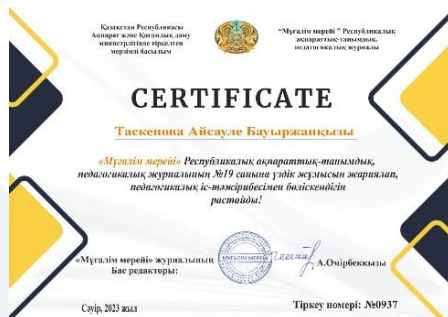 Қазақстан Республикасы
Ақпарат және Қоғамдық даму
министрлігінде тіркелген
мерзімді басылым
“Мұғалім мерейі ” Республикалық
ақпараттық-танымдық,
педагогикалық журналы
CERTIFICATE
Таскенова Айсауле Бауыржанқызы
«Мұғалім мерейі» Республикалық ақпараттық-танымдық,
педагогикалық журналының №19 санына үздік жұмысын жариялап,
педагогикалық іс-тәжірибесімен бөліскендігін
растайды!
«Мұғалім мерейі» журналының
Бас редакторы:
А.Омірбекқызы
Сәуір, 2023 жыл
Тіркеу номері: №0937